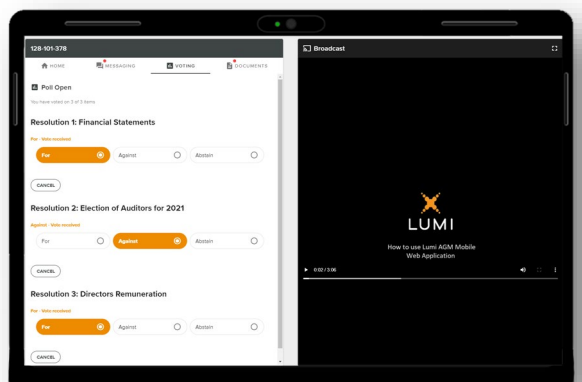 128-101-378
HOME
MESSAGING
VOTING
DOCUMENTS
Poll Open
You have voted on 3 of 3 items
Resolution 1: Financial Statements
For - Vote received
For
Against
Abstain
CANCEL
Resolution 2: Election of Auditors for 2021
Against - Vote received
For
Against
Abstain
CANCEL
Resolution 3: Directors Remuneration
For - Vote received
For
Against
Abstain
CANCEL
Broadcast
LUMI
How to use Lumi AGM Mobile
Web Application
0:02 / 3:06